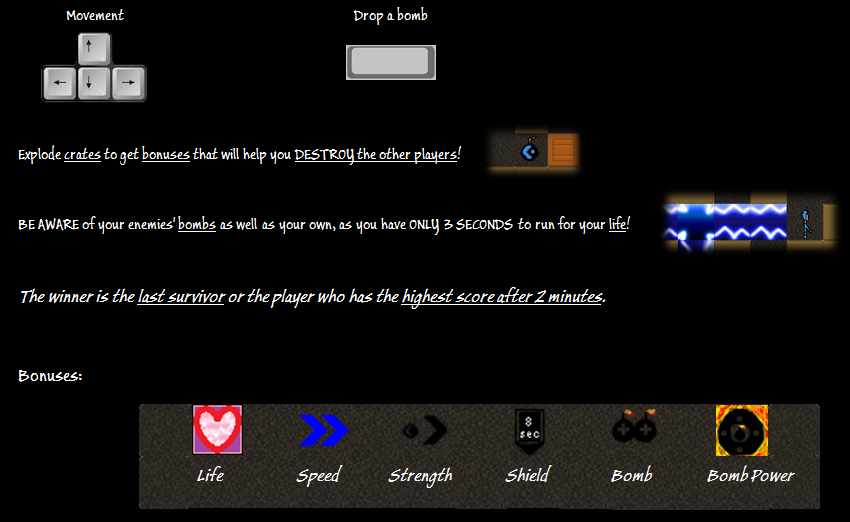 Movement
Drop a bomb
Explode crates to get bonuses that will help you DESTROY the other players!
BE AWARE of your enemies' bombs as well as your own, as you have ONLY 3 SECONDS to run for your life!
The winner is the last survivor or the player who has the highest score after 2 minutes.
Bonuses:
8
sec
Life Speed Strength Shield Bomb Bomb Power